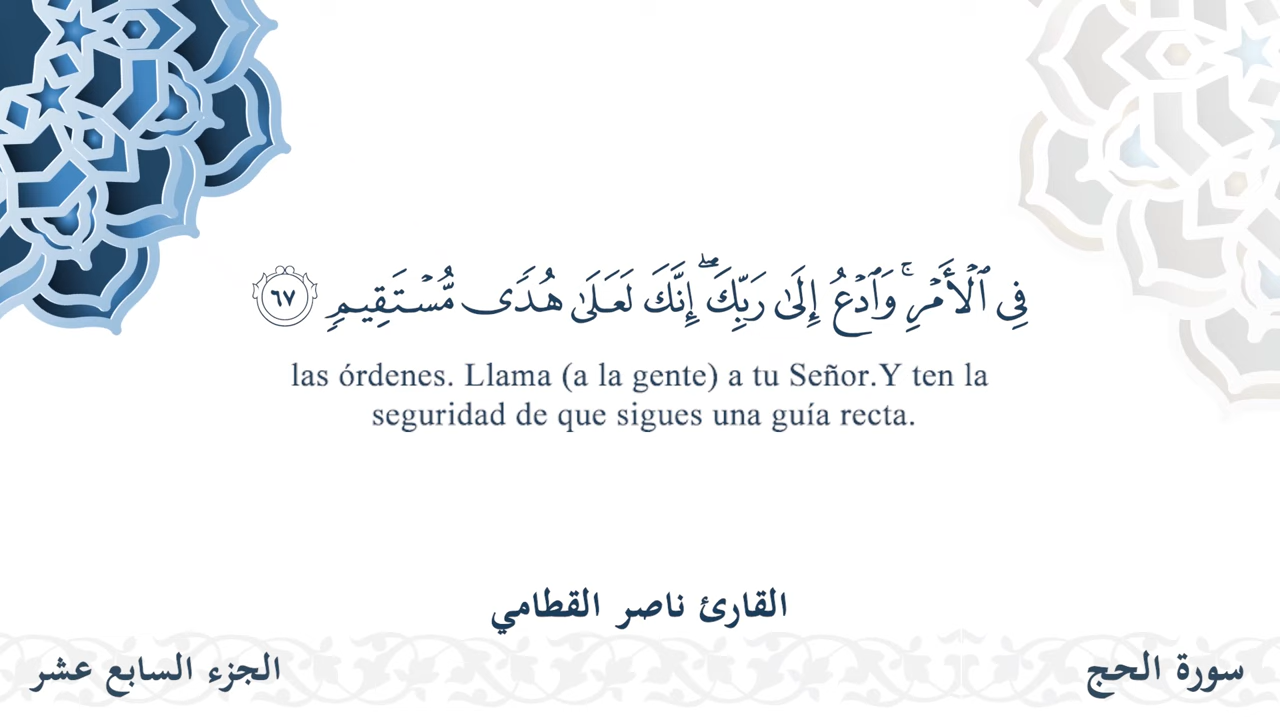 فِي ٱلۡأَمۡرِۚ وَٱدۡعُ إِلَىٰ رَبِّكَۖ إِنَّكَ لَعَلَىٰ هُدٗى مُّسۡتَقِيمٖ ٦٧
las órdenes. Llama (a la gente) a tu Señor.Y ten la
seguridad de que sigues una guía recta.
القارئ ناصر القطامي
سورة الحج
الجزء السابع عشر